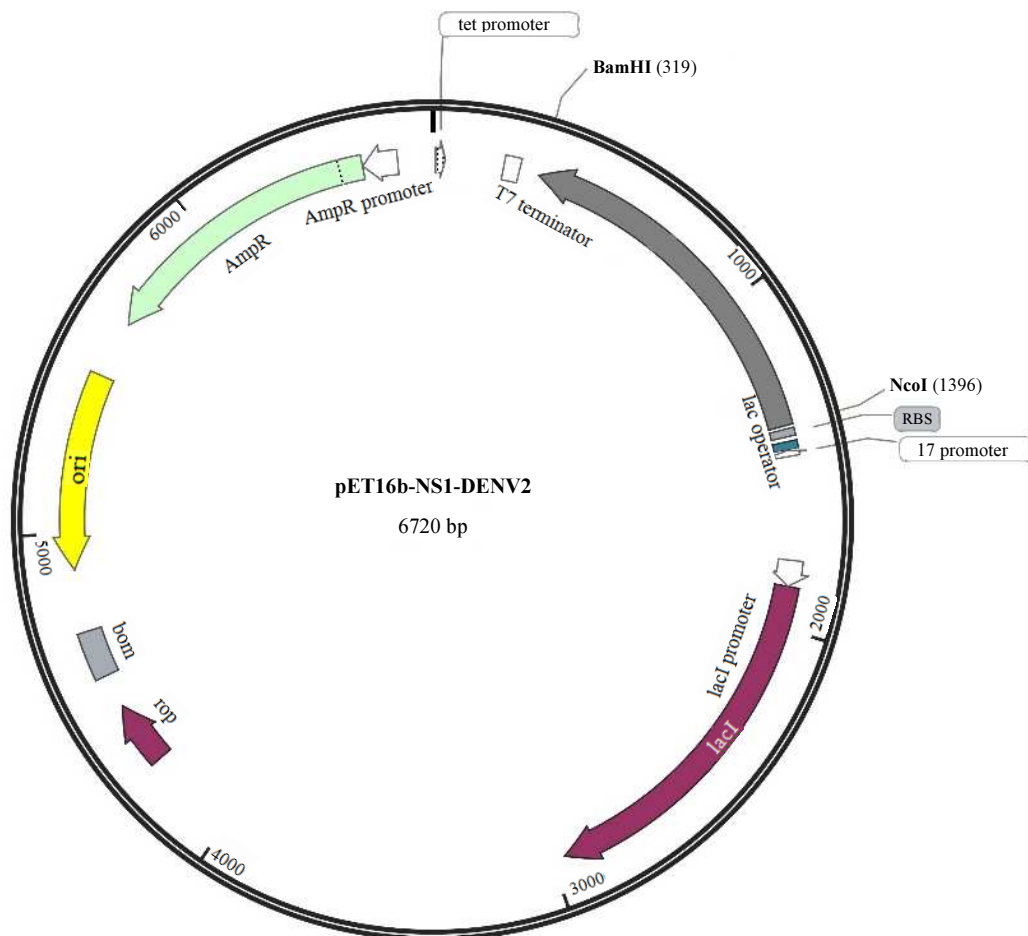 tet promoter
BamHI (319)
AmpR promoter
T7 terminator
6000
AmpR
1000
NcoI (1396)
RBS
lac operator
17 promoter
ori
pET16b-NS1-DENV2
6720 bp
5000
2000
bom
lacI promoter
rop
lacI
4000
3000